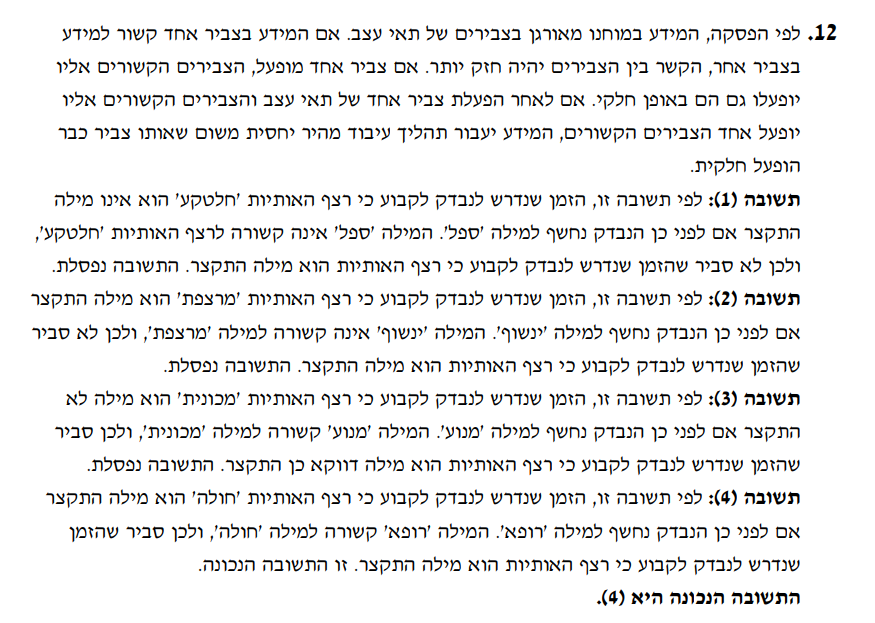 12. לפי הפסקה, המידע במוחנו מאורגן בצבירים של תאי עצב. אם המידע בצביר אחד קשור למידע
בצביר אחר, הקשר בין הצבירים יהיה חזק יותר. אם צביר אחד מופעל, הצבירים הקשורים אליו
יופעלו גם הם באופן חלקי. אם לאחר הפעלת צביר אחד של תאי עצב והצבירים הקשורים אליו
יופעל אחד הצבירים הקשורים, המידע יעבור תהליך עיבוד מהיר יחסית משום שאותו צביר כבר
הופעל חלקית.
תשובה (1): לפי תשובה זו, הזמן שנדרש לנבדק לקבוע כי רצף האותיות 'חלטקע' הוא אינו מילה
התקצר אם לפני כן הנבדק נחשף למילה 'ספל'. המילה 'ספל' אינה קשורה לרצף האותיות 'חלטקע',
ולכן לא סביר שהזמן שנדרש לנבדק לקבוע כי רצף האותיות הוא מילה התקצר. התשובה נפסלת.
תשובה (2): לפי תשובה זו, הזמן שנדרש לנבדק לקבוע כי רצף האותיות 'מרצפת' הוא מילה התקצר
אם לפני כן הנבדק נחשף למילה 'ינשוף'. המילה 'ינשוף' אינה קשורה למילה 'מרצפת', ולכן לא סביר
שהזמן שנדרש לנבדק לקבוע כי רצף האותיות הוא מילה התקצר. התשובה נפסלת.
תשובה (3): לפי תשובה זו, הזמן שנדרש לנבדק לקבוע כי רצף האותיות 'מכונית' הוא מילה לא
התקצר אם לפני כן הנבדק נחשף למילה 'מנוע'. המילה 'מנוע' קשורה למילה 'מכונית', ולכן סביר
שהזמן שנדרש לנבדק לקבוע כי רצף האותיות הוא מילה דווקא כן התקצר. התשובה נפסלת.
תשובה (4): לפי תשובה זו, הזמן שנדרש לנבדק לקבוע כי רצף האותיות 'חולה' הוא מילה התקצר
אם לפני כן הנבדק נחשף למילה 'רופא'. המילה 'רופא' קשורה למילה 'חולה', ולכן סביר שהזמן
שנדרש לנבדק לקבוע כי רצף האותיות הוא מילה התקצר. זו התשובה הנכונה.
התשובה הנכונה היא (4).